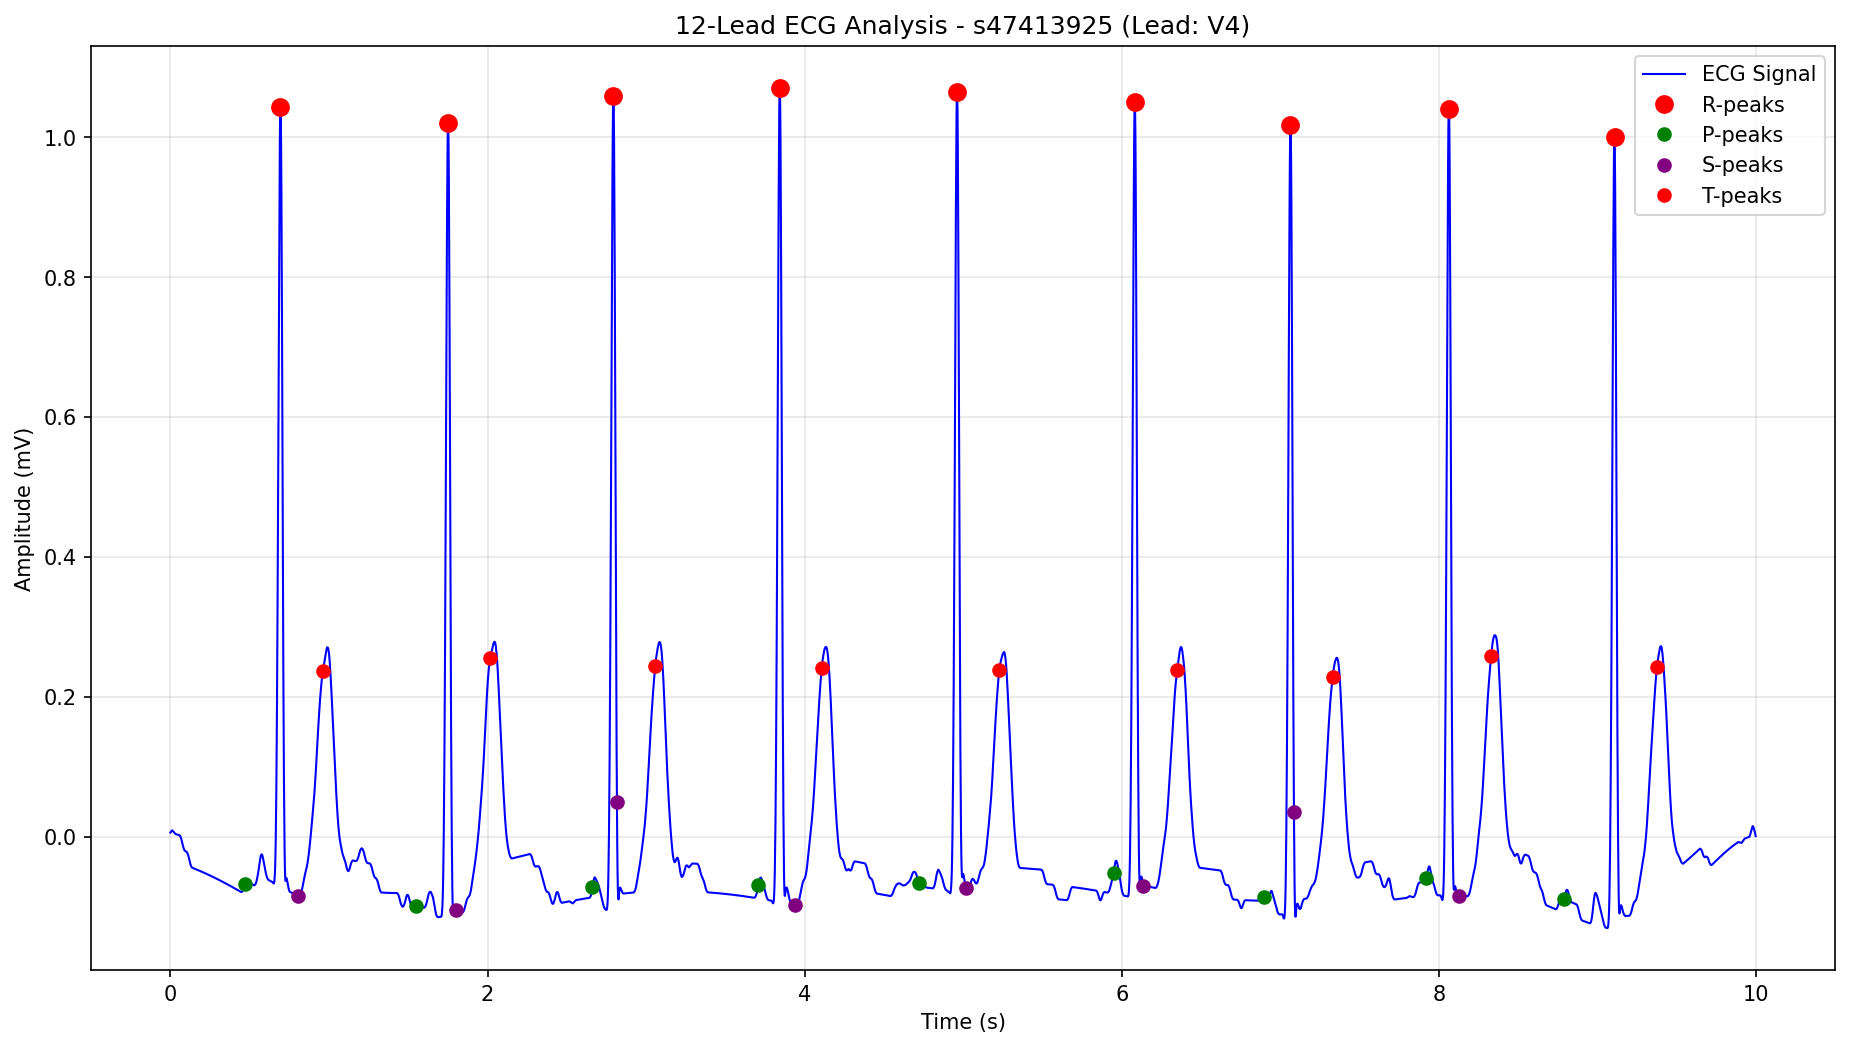 12-Lead ECG Analysis - s47413925 (Lead: V4)
ECG Signal
R-peaks
P-peaks
S-peaks
T-peaks
Amplitude (mV)
1.0
0.8
0.6
0.4
0.2
0.0
0 2 4 6 8 10
Time (s)